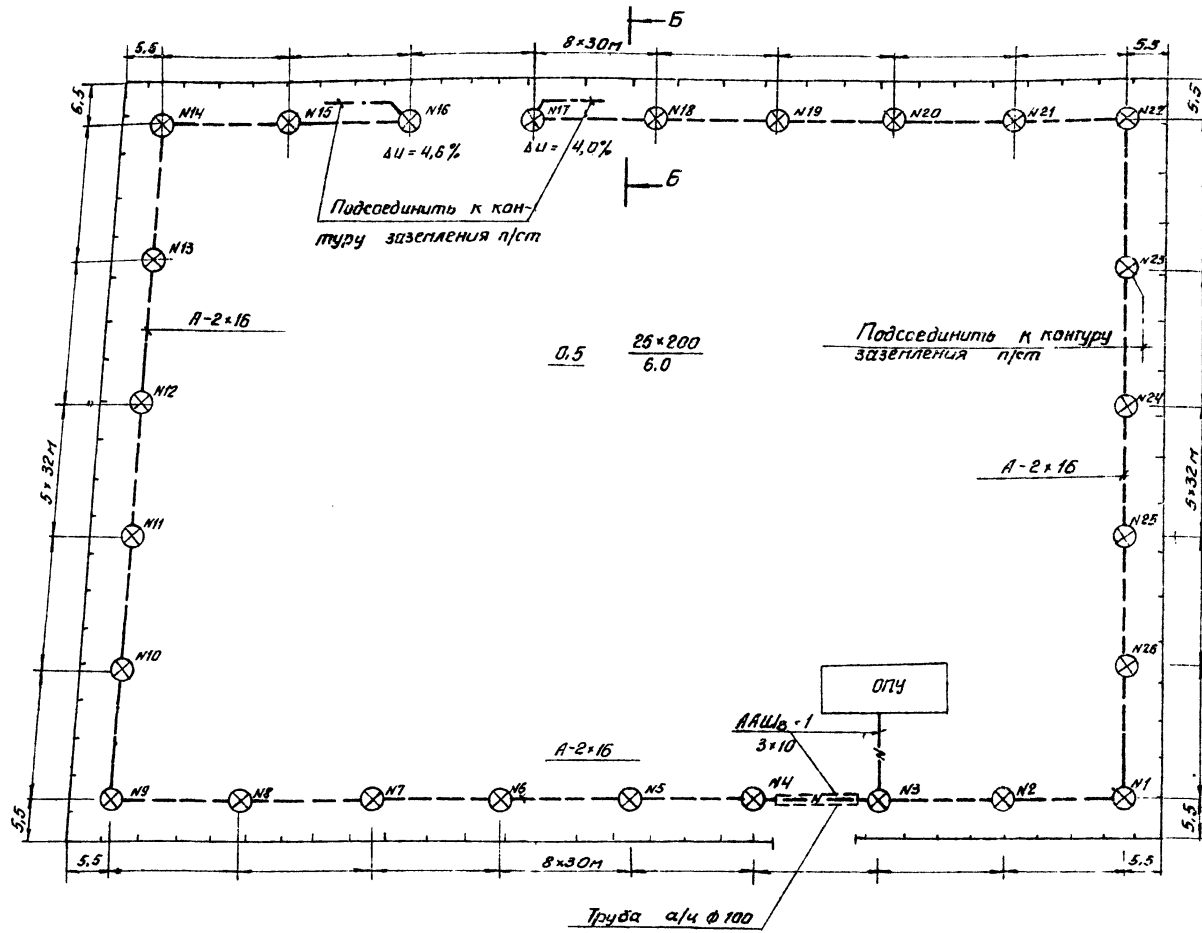 Б
5,5
8×30м
5,5
6,5
N14
N15
N16
N17
N18
N19
N20
N21
N22
5,5
ΔU = 4,6%
ΔU = 4,0%
Б
Подсоединить к кон-
туру заземления п/ст
N13
N23
А-2×16
Подсоединить к контуру
заземления п/ст
0,5
26×200
6.0
N12
N24
5×32м
А-2×16
5×32м
N11
N25
N10
N26
ОПУ
ААШв-1
3×10
А-2×16
N9
N8
N7
N6
N5
N4
N
N
N3
N2
N1
5,5
5,5
5,5
8×30м
5,5
Труба а/ц ф 100